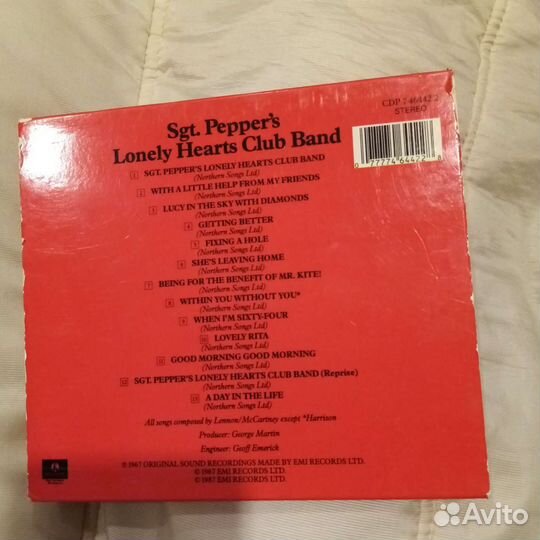 CDP 7 46442 2
STEREO
Sgt. Pepper's
Lonely Hearts Club Band
0 77774 64422 8
1 SGT. PEPPER'S LONELY HEARTS CLUB BAND
(Northern Songs Ltd)
2 WITH A LITTLE HELP FROM MY FRIENDS
(Northern Songs Ltd)
3 LUCY IN THE SKY WITH DIAMONDS
(Northern Songs Ltd)
4 GETTING BETTER
(Northern Songs Ltd)
5 FIXING A HOLE
(Northern Songs Ltd)
6 SHE'S LEAVING HOME
(Northern Songs Ltd)
7 BEING FOR THE BENEFIT OF MR. KITE!
(Northern Songs Ltd)
8 WITHIN YOU WITHOUT YOU*
(Northern Songs Ltd)
9 WHEN I'M SIXTY-FOUR
(Northern Songs Ltd)
10 LOVELY RITA
(Northern Songs Ltd)
11 GOOD MORNING GOOD MORNING
(Northern Songs Ltd)
12 SGT. PEPPER'S LONELY HEARTS CLUB BAND (Reprise)
(Northern Songs Ltd)
13 A DAY IN THE LIFE
(Northern Songs Ltd)
All songs composed by Lennon/McCartney except *Harrison
Producer: George Martin
Engineer: Geoff Emerick
℗ 1967 ORIGINAL SOUND RECORDINGS MADE BY EMI RECORDS LTD.
© 1967 EMI RECORDS LTD.
© 1987 EMI RECORDS LTD.
Avito